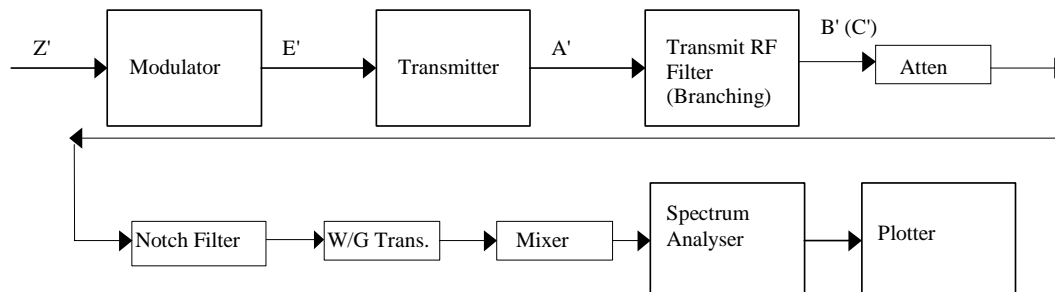 Z'
Modulator
E'
Transmitter
A'
Transmit RF
Filter
(Branching)
B' (C')
Atten
Notch Filter
W/G Trans.
Mixer
Spectrum
Analyser
Plotter